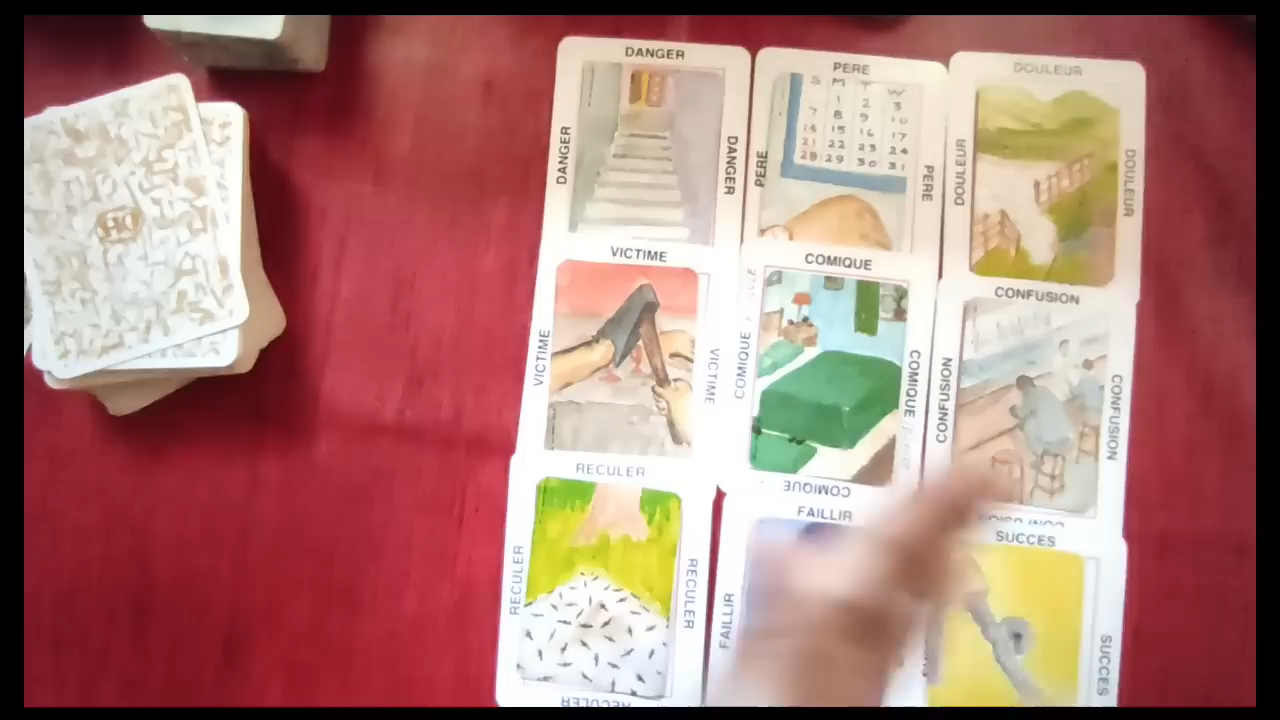 DANGER
DANGER
DANGER
PERE
PERE
PERE
S M T W
1 2 3
7 8 9 10
14 15 16 17
21 22 23 24
28 29 30 31
DOULEUR
DOULEUR
DOULEUR
VICTIME
VICTIME
VICTIME
COMIQUE
COMIQUE
COMIQUE
COMIQUE
CONFUSION
CONFUSION
CONFUSION
RECULER
RECULER
RECULER
RECULER
FAILLIR
FAILLIR
SUCCES
SUCCES